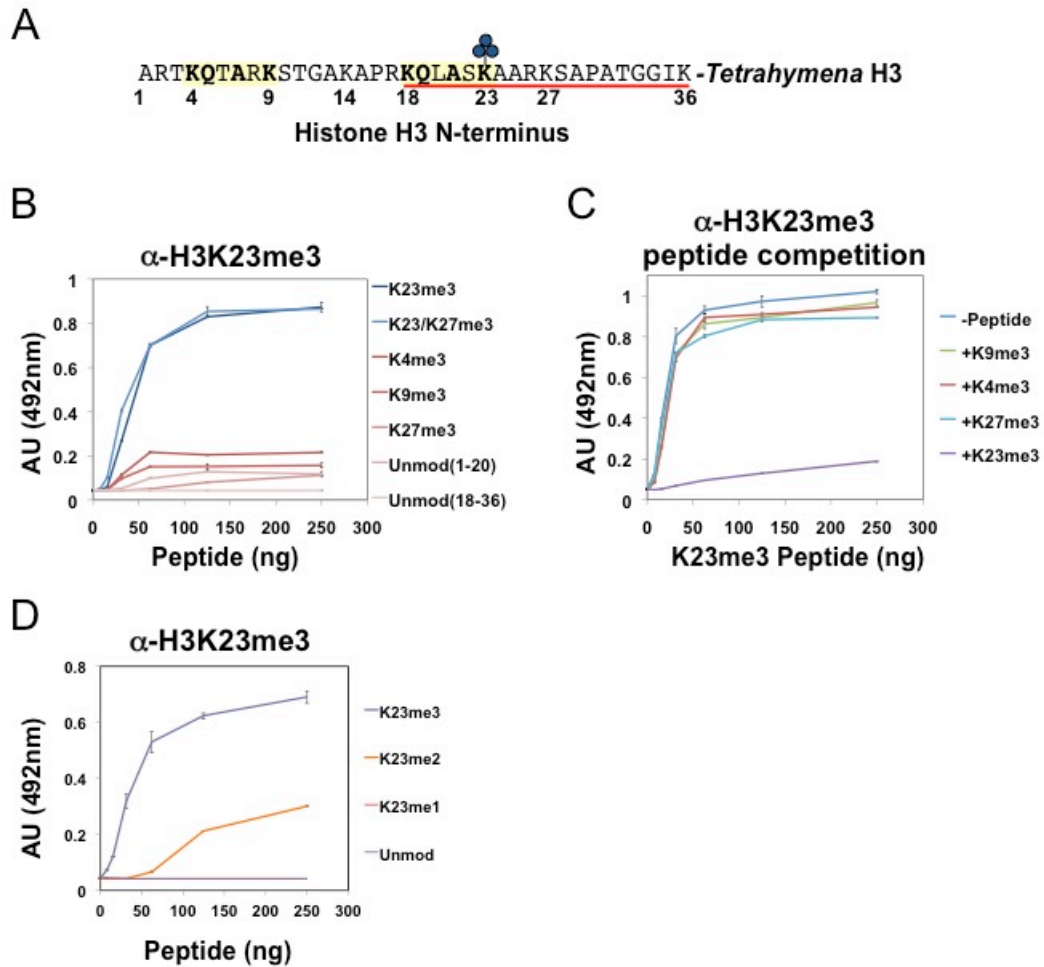 A
ARTKQTARKSTGAKAPRKQLASKAARKSAPATGGIK -Tetrahymena H3
1 4 9 14 18 23 27 36
Histone H3 N-terminus
B
α-H3K23me3
AU (492nm)
1
0.8
0.6
0.4
0.2
0
0 50 100 150 200 250 300
Peptide (ng)
K23me3
K23/K27me3
K4me3
K9me3
K27me3
Unmod(1-20)
Unmod(18-36)
C
α-H3K23me3
peptide competition
AU (492nm)
1
0.8
0.6
0.4
0.2
0
0 50 100 150 200 250 300
K23me3 Peptide (ng)
-Peptide
+K9me3
+K4me3
+K27me3
+K23me3
D
α-H3K23me3
AU (492nm)
0.8
0.6
0.4
0.2
0
0 50 100 150 200 250 300
Peptide (ng)
K23me3
K23me2
K23me1
Unmod